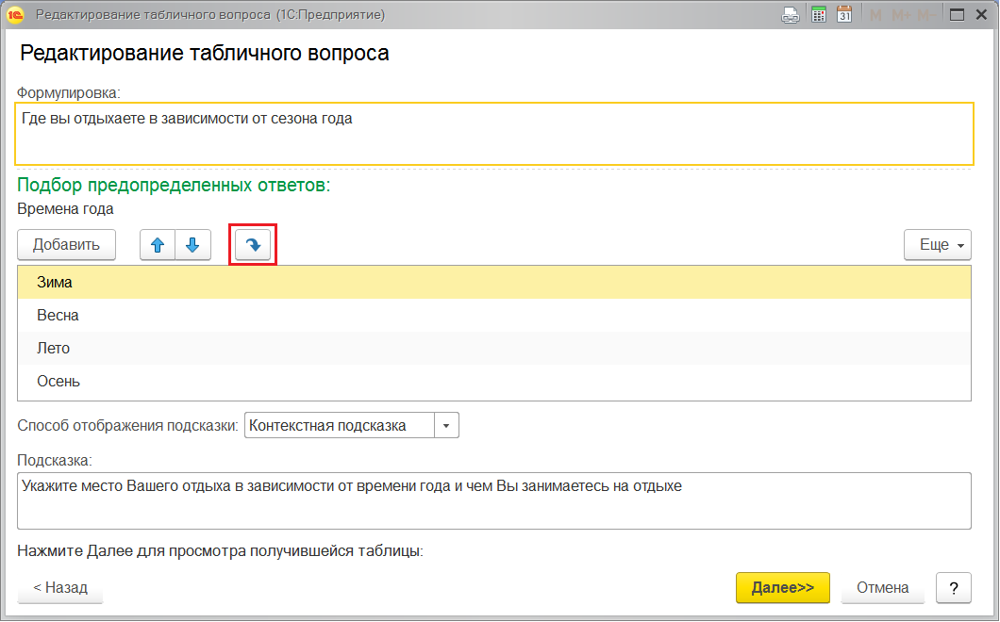 Редактирование табличного вопроса (1С:Предприятие)
31
M M+ M-
Редактирование табличного вопроса
Формулировка:
Где вы отдыхаете в зависимости от сезона года
Подбор предопределенных ответов:
Времена года
Добавить
Еще
Зима
Весна
Лето
Осень
Способ отображения подсказки: Контекстная подсказка
Подсказка:
Укажите место Вашего отдыха в зависимости от времени года и чем Вы занимаетесь на отдыхе
Нажмите Далее для просмотра получившейся таблицы:
< Назад
Далее>>
Отмена
?